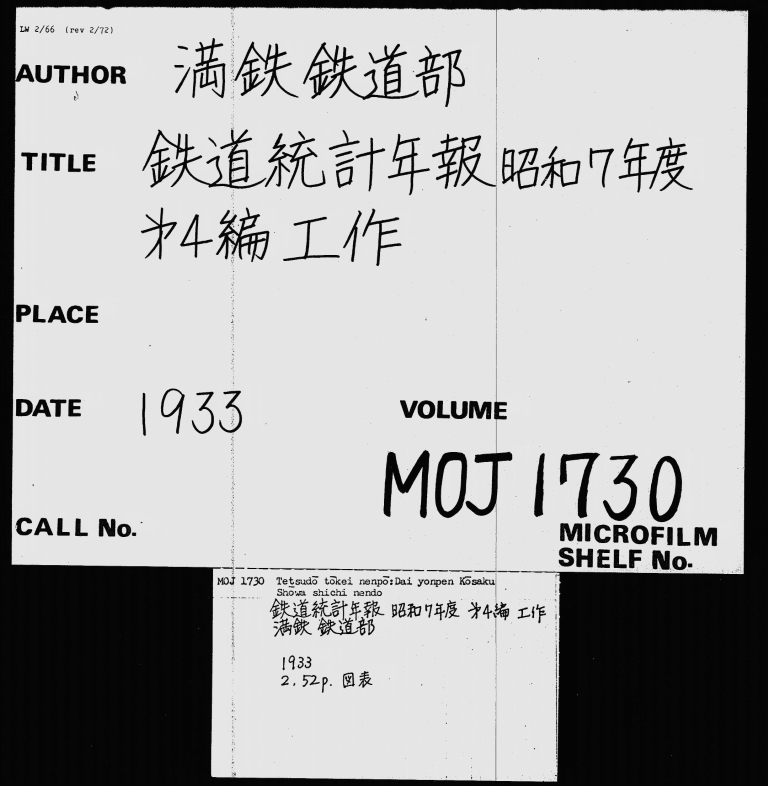 LW 2/66 (rev 2/72)
AUTHOR 満鉄鉄道部
TITLE 鉄道統計年報 昭和7年度
第4編 工作
PLACE
DATE 1933
VOLUME
MOJ 1730
CALL No.
MICROFILM
SHELF No.
MOJ 1730 Tetsudō tōkei nenpō:Dai yonpen Kōsaku
Shōwa shichi nendo
鉄道統計年報 昭和7年度 第4編 工作
満鉄 鉄道部
1933
2.52p. 図表